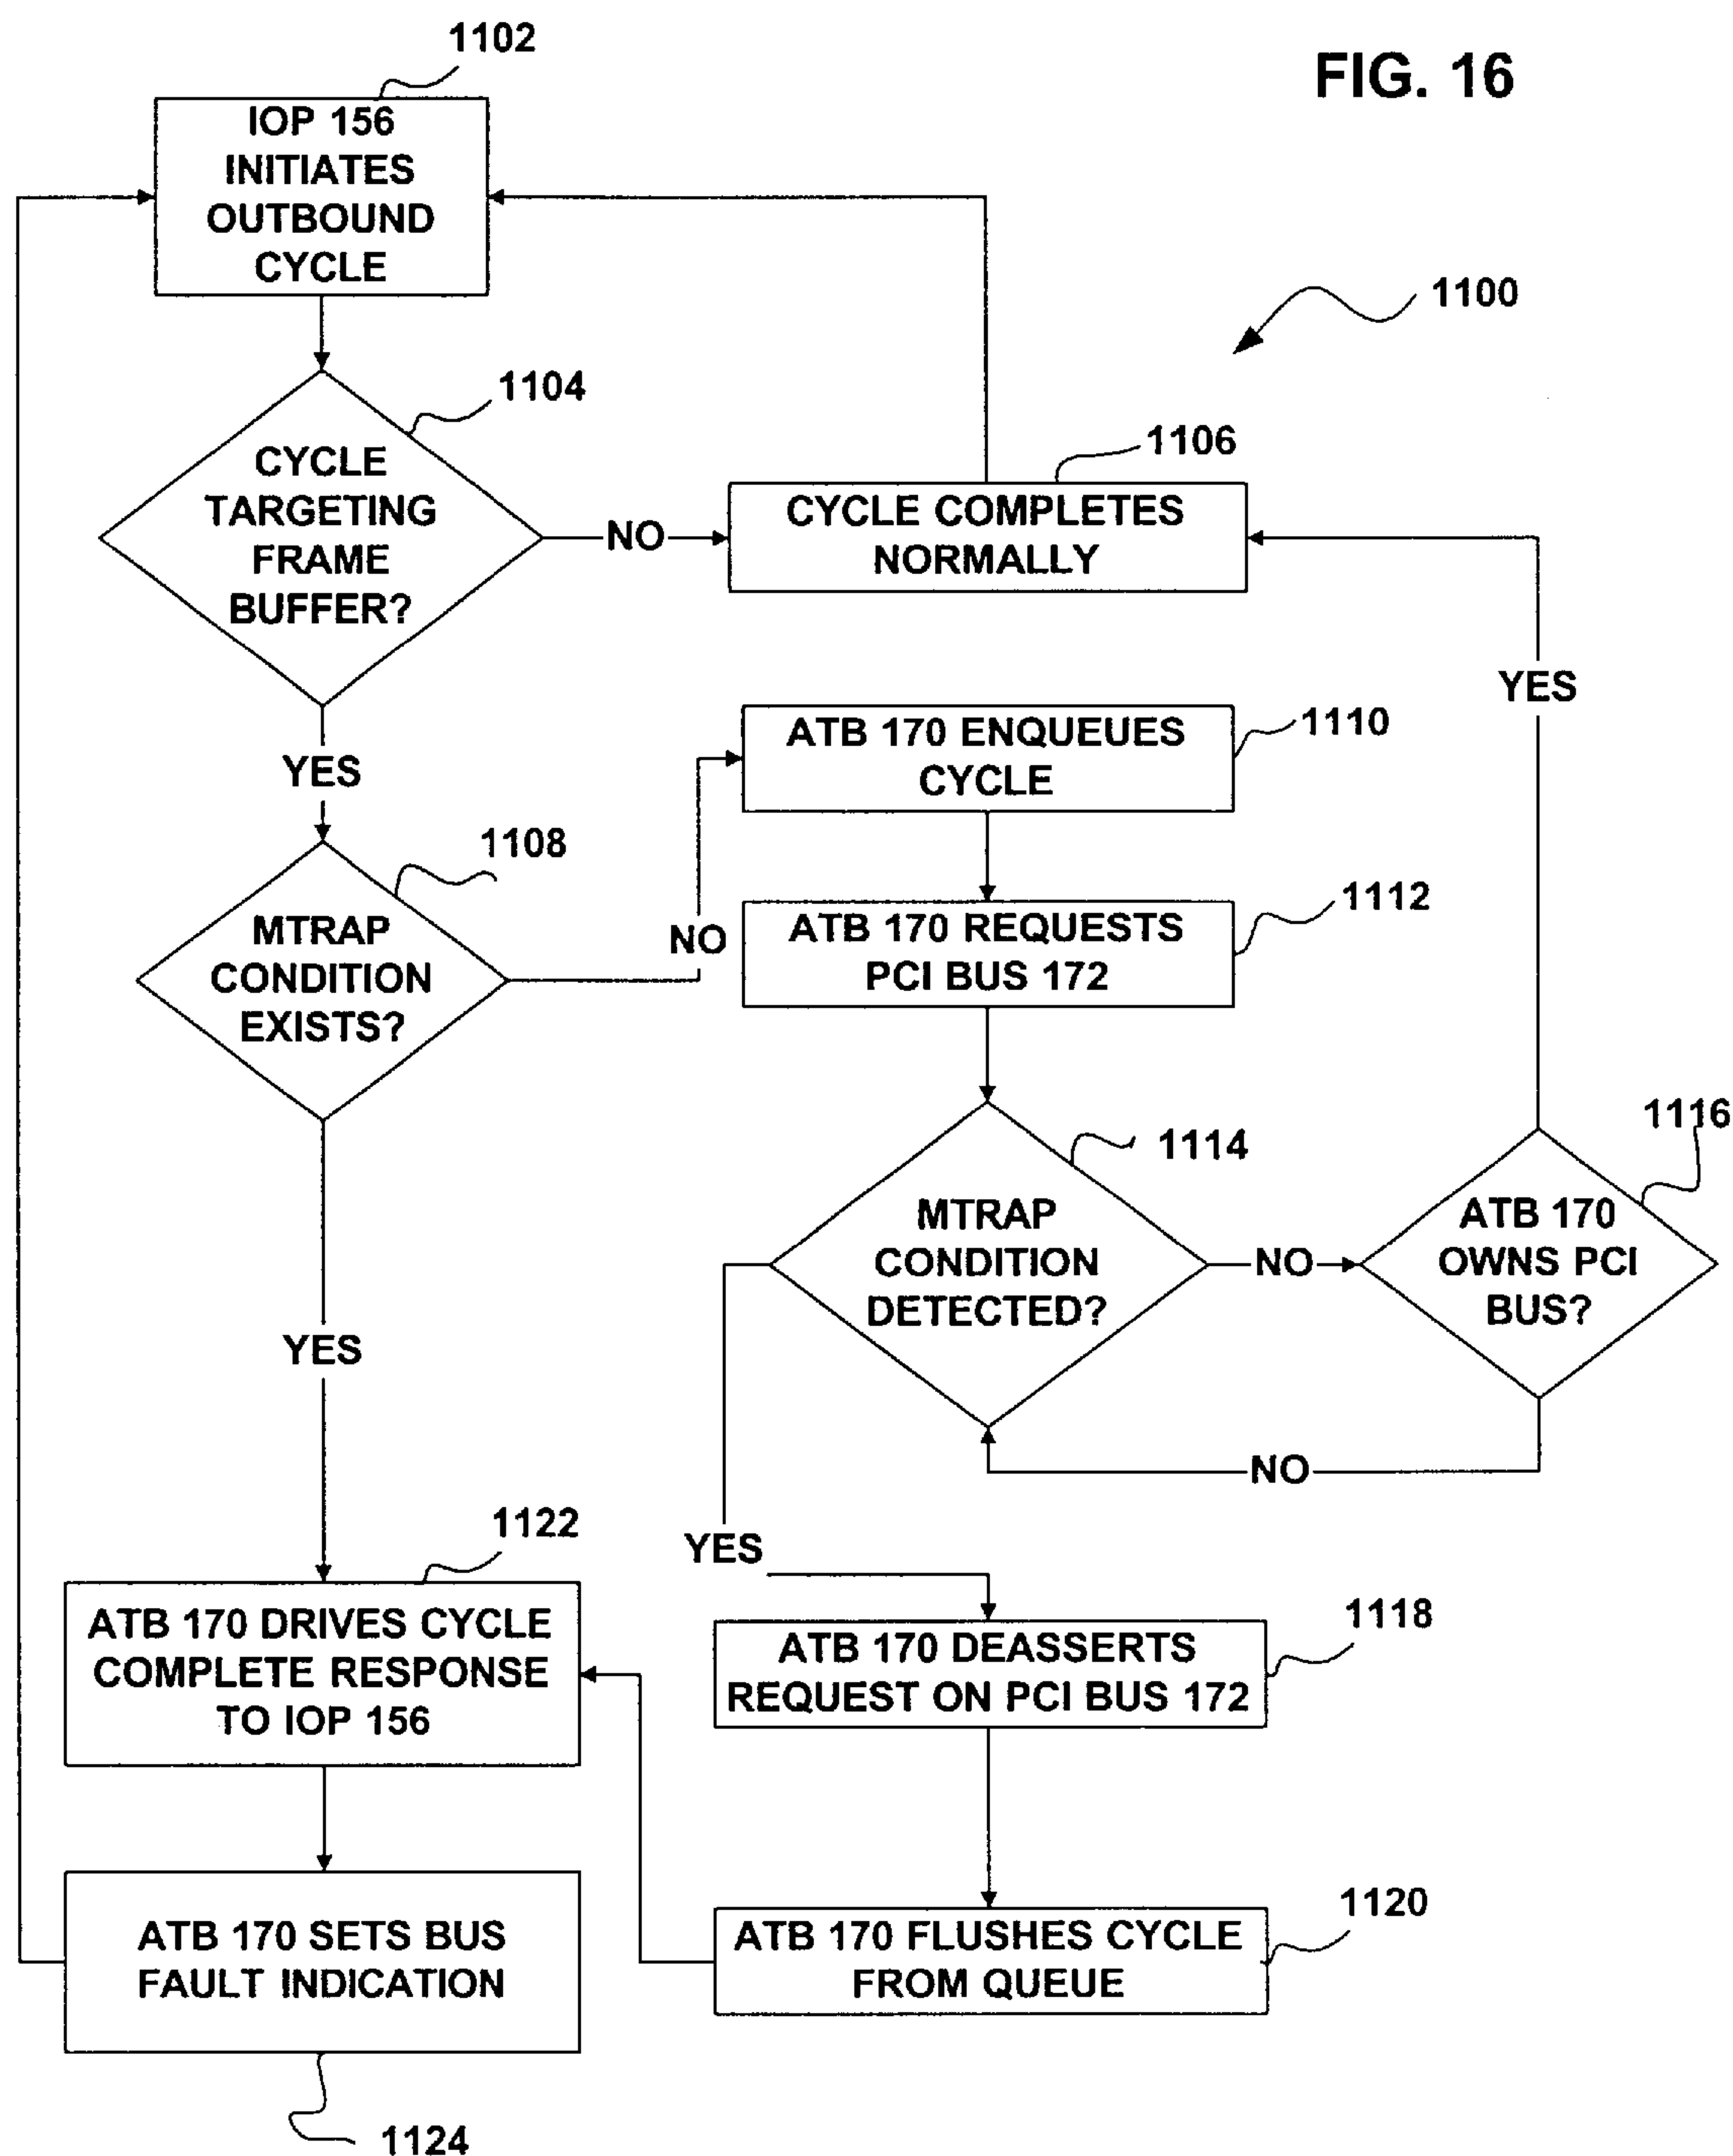 FIG. 16
1102
IOP 156
INITIATES
OUTBOUND
CYCLE
1100
1104
CYCLE
TARGETING
FRAME
BUFFER?
NO
1106
CYCLE COMPLETES
NORMALLY
YES
YES
1108
MTRAP
CONDITION
EXISTS?
NO
1110
ATB 170 ENQUEUES
CYCLE
1112
ATB 170 REQUESTS
PCI BUS 172
1114
MTRAP
CONDITION
DETECTED?
NO
1116
ATB 170
OWNS PCI
BUS?
NO
YES
YES
1122
ATB 170 DRIVES CYCLE
COMPLETE RESPONSE
TO IOP 156
1118
ATB 170 DEASSERTS
REQUEST ON PCI BUS 172
1120
ATB 170 FLUSHES CYCLE
FROM QUEUE
ATB 170 SETS BUS
FAULT INDICATION
1124